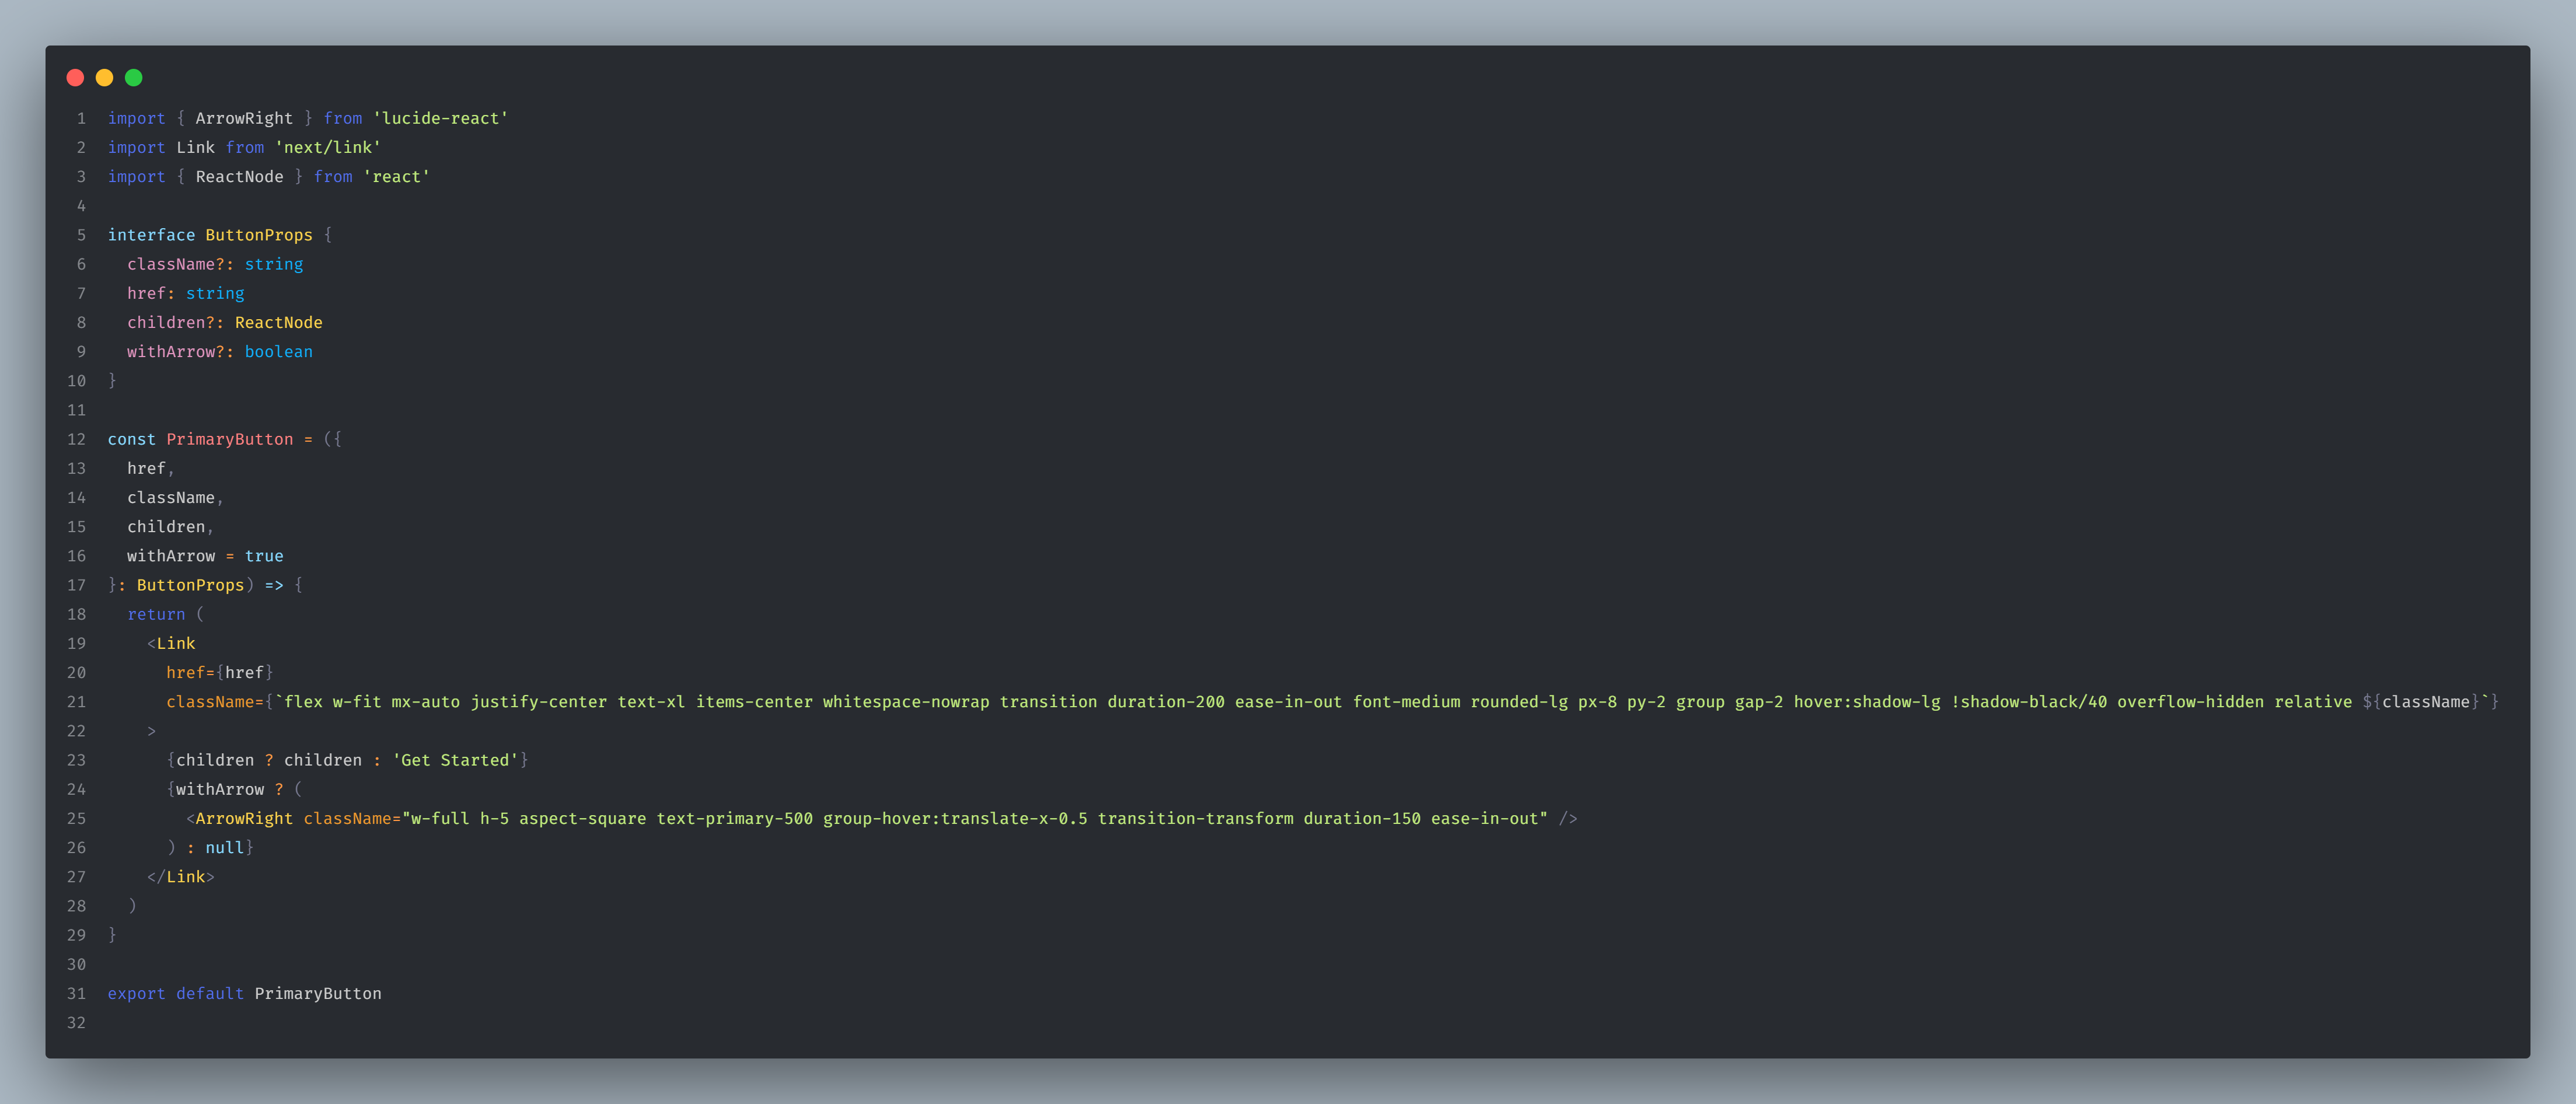 1 import { ArrowRight } from 'lucide-react'
2 import Link from 'next/link'
3 import { ReactNode } from 'react'
4
5 interface ButtonProps {
6   className?: string
7   href: string
8   children?: ReactNode
9   withArrow?: boolean
10 }
11
12 const PrimaryButton = ({
13   href,
14   className,
15   children,
16   withArrow = true
17 }: ButtonProps) => {
18   return (
19     <Link
20       href={href}
21       className={`flex w-fit mx-auto justify-center text-xl items-center whitespace-nowrap transition duration-200 ease-in-out font-medium rounded-lg px-8 py-2 group gap-2 hover:shadow-lg !shadow-black/40 overflow-hidden relative ${className}`}
22     >
23       {children ? children : 'Get Started'}
24       {withArrow ? (
25         <ArrowRight className="w-full h-5 aspect-square text-primary-500 group-hover:translate-x-0.5 transition-transform duration-150 ease-in-out" />
26       ) : null}
27     </Link>
28   )
29 }
30
31 export default PrimaryButton
32